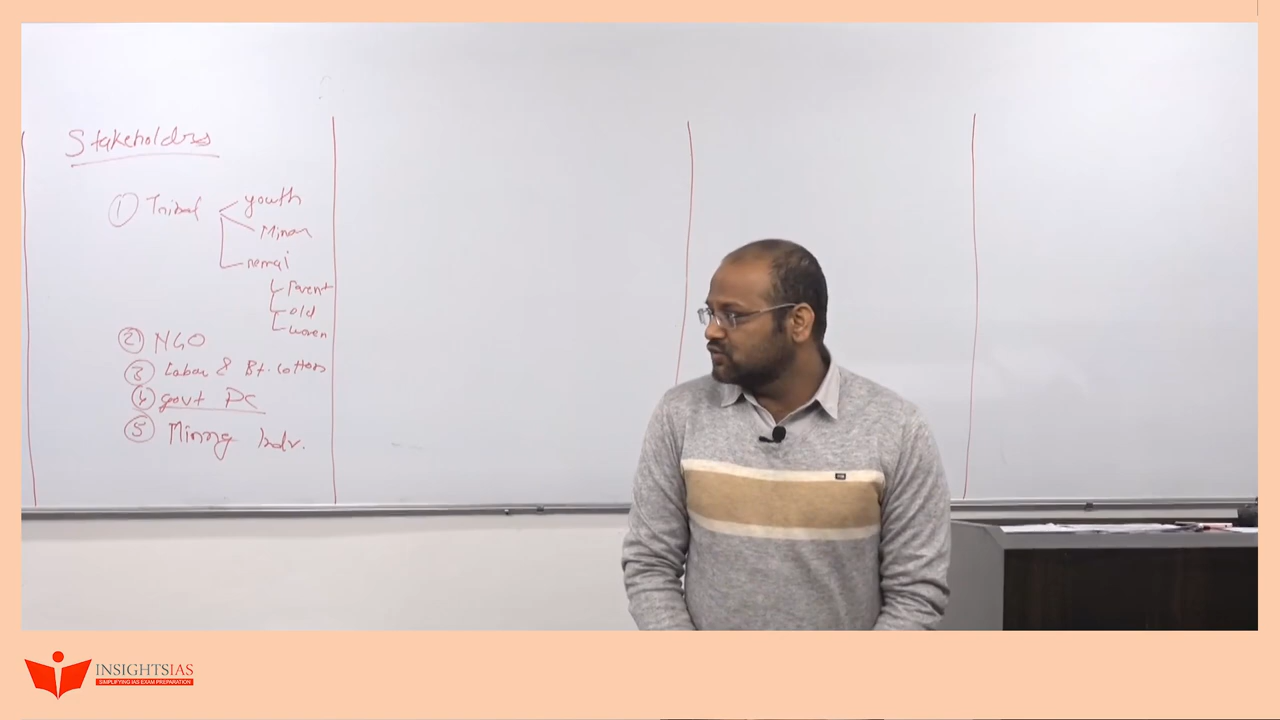 Stakeholders
① Tribal
youth
Minor
normal
Parent
old
women
② NGO
③ Labour & Bt. Cotton
④ govt DC
⑤ Mining Indv.
INSIGHTSIAS
SIMPLIFYING IAS EXAM PREPARATION